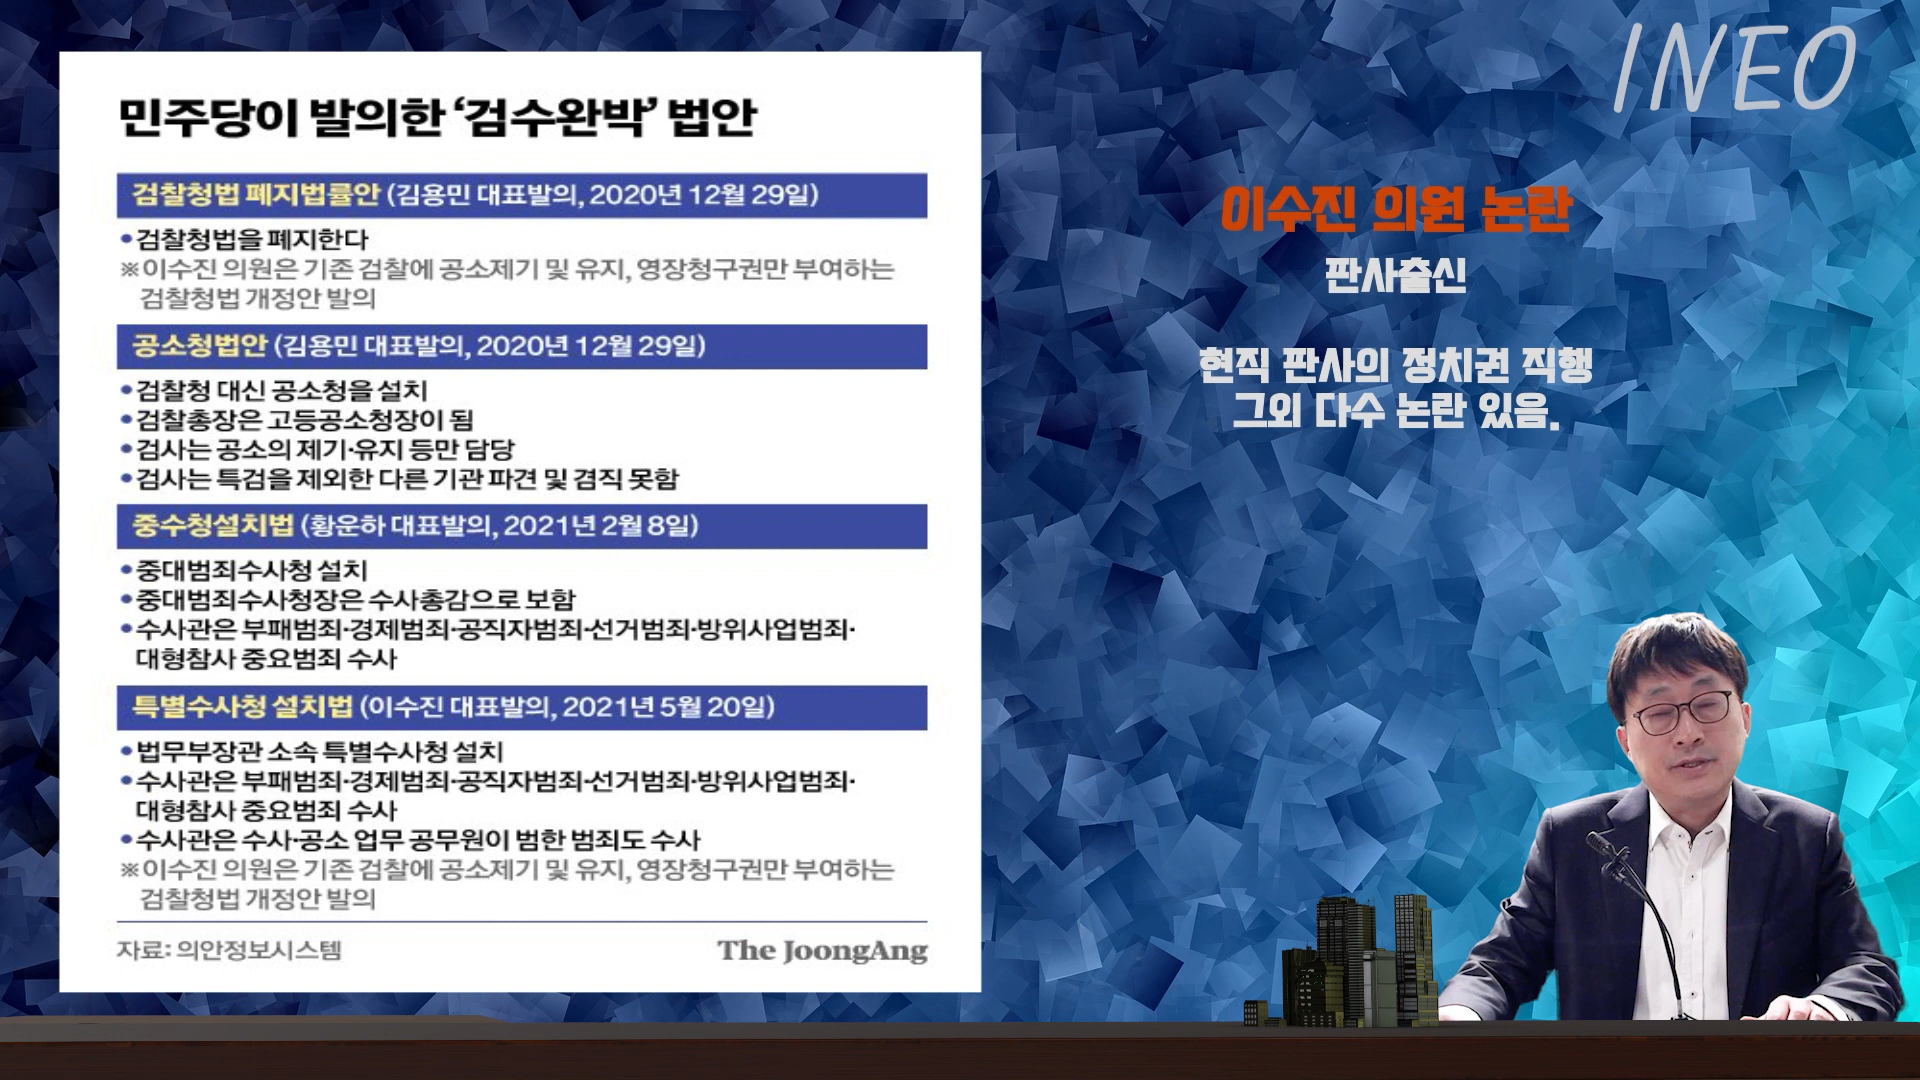 민주당이 발의한 ‘검수완박’ 법안
검찰청법 폐지법률안 (김용민 대표발의, 2020년 12월 29일)
•검찰청법을 폐지한다
※이수진 의원은 기존 검찰에 공소제기 및 유지, 영장청구권만 부여하는
검찰청법 개정안 발의
공소청법안 (김용민 대표발의, 2020년 12월 29일)
•검찰청 대신 공소청을 설치
•검찰총장은 고등공소청장이 됨
•검사는 공소의 제기·유지 등만 담당
•검사는 특검을 제외한 다른 기관 파견 및 겸직 못함
중수청설치법 (황운하 대표발의, 2021년 2월 8일)
•중대범죄수사청 설치
•중대범죄수사청장은 수사총감으로 보함
•수사관은 부패범죄·경제범죄·공직자범죄·선거범죄·방위사업범죄·
대형참사 중요범죄 수사
특별수사청 설치법 (이수진 대표발의, 2021년 5월 20일)
•법무부장관 소속 특별수사청 설치
•수사관은 부패범죄·경제범죄·공직자범죄·선거범죄·방위사업범죄·
대형참사 중요범죄 수사
•수사관은 수사·공소 업무 공무원이 범한 범죄도 수사
※이수진 의원은 기존 검찰에 공소제기 및 유지, 영장청구권만 부여하는
검찰청법 개정안 발의
자료: 의안정보시스템
The JoongAng
INEO
이수진 의원 논란
판사출신
현직 판사의 정치권 직행
그외 다수 논란 있음.